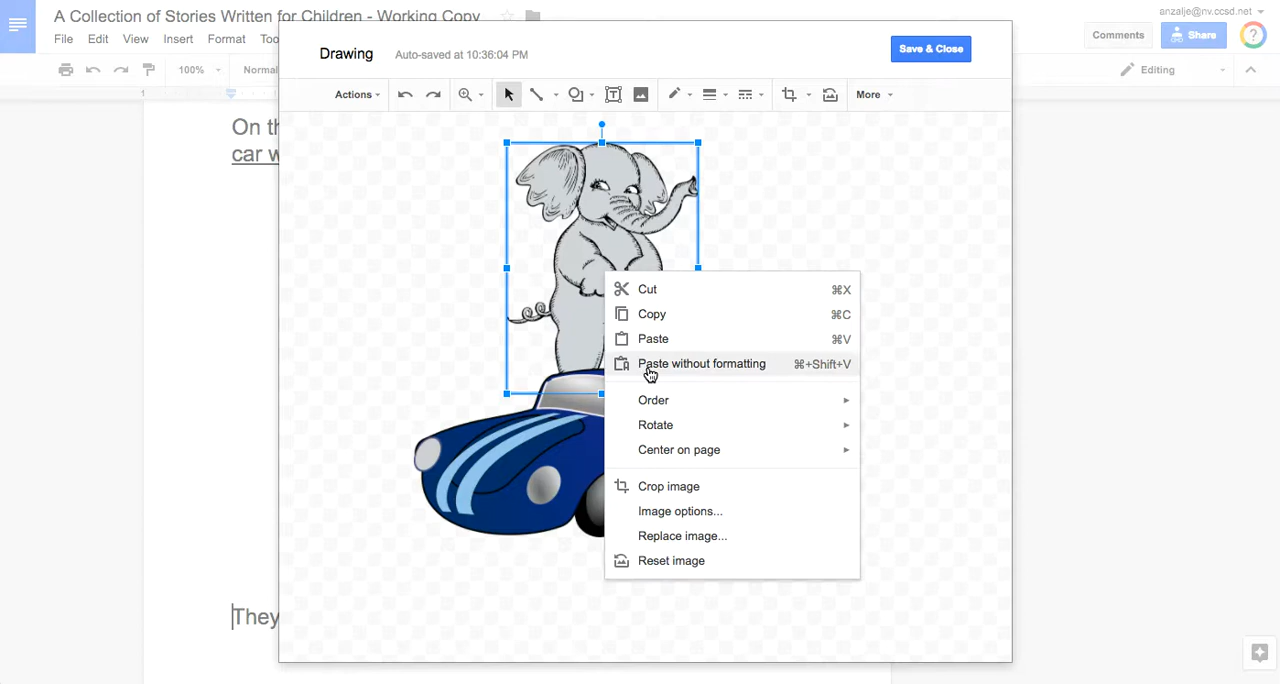 A Collection of Stories Written for Children - Working Copy
anzalje@nv.ccsd.net
File Edit View Insert Format
Comments
Share
?
100%
Normal
Editing
1
On
car
They
Drawing
Auto-saved at 10:36:04 PM
Save & Close
Actions
More
Cut ⌘X
Copy ⌘C
Paste ⌘V
Paste without formatting ⌘+Shift+V
Order
Rotate
Center on page
Crop image
Image options...
Replace image...
Reset image